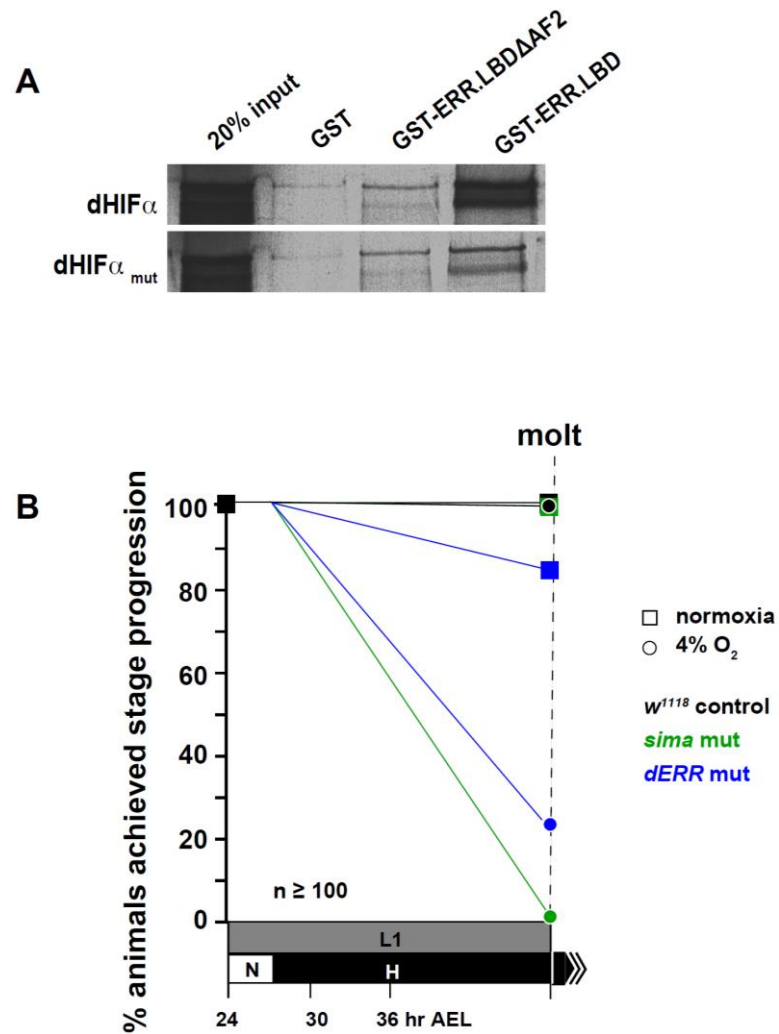 A
20% input
GST
GST-ERR.LBDΔAF2
GST-ERR.LBD
dHIFα
dHIFα mut
B
molt
% animals achieved stage progression
100
80
60
40
20
0
n ≥ 100
L1
N
H
24
30
36 hr AEL
normoxia
4% O2
w1118 control
sima mut
dERR mut